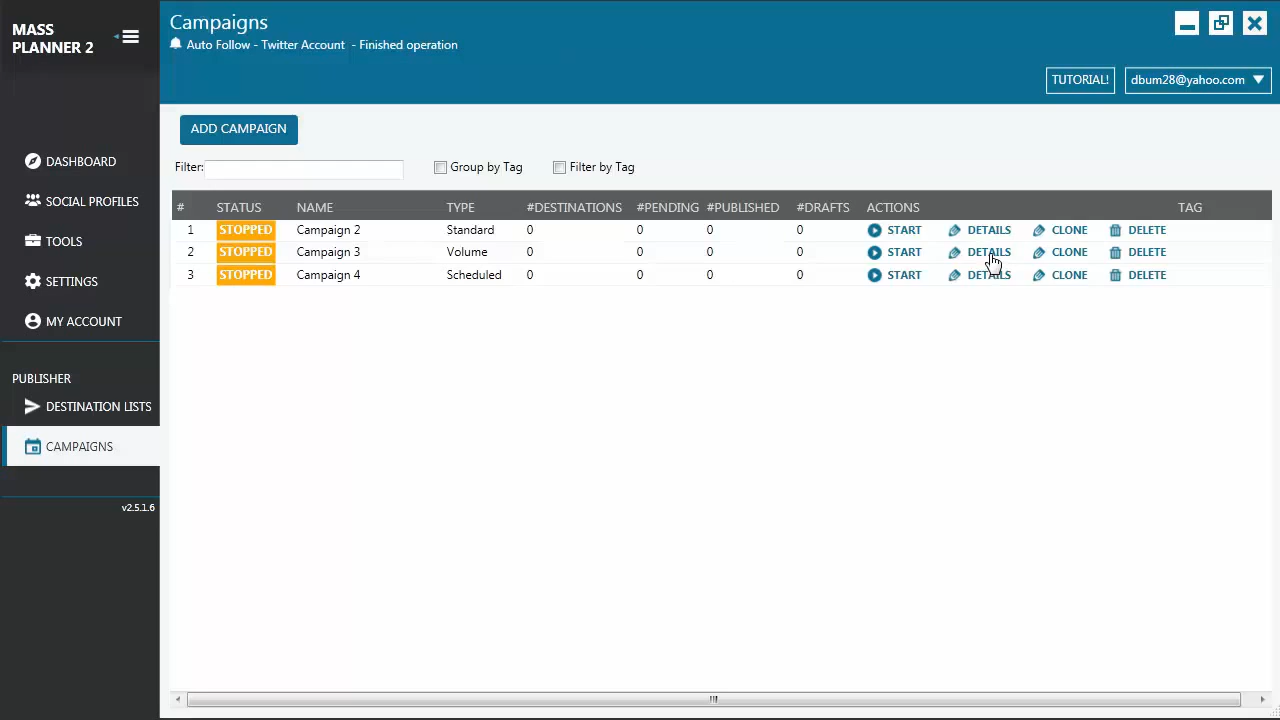 MASS
PLANNER 2
Campaigns
Auto Follow - Twitter Account - Finished operation
TUTORIAL!
dbum28@yahoo.com
DASHBOARD
SOCIAL PROFILES
TOOLS
SETTINGS
MY ACCOUNT
PUBLISHER
DESTINATION LISTS
CAMPAIGNS
v2.5.1.6
ADD CAMPAIGN
Filter: Group by Tag Filter by Tag
# STATUS NAME TYPE #DESTINATIONS #PENDING #PUBLISHED #DRAFTS ACTIONS TAG
1 STOPPED Campaign 2 Standard 0 0 0 0 START DETAILS CLONE DELETE
2 STOPPED Campaign 3 Volume 0 0 0 0 START DETAILS CLONE DELETE
3 STOPPED Campaign 4 Scheduled 0 0 0 0 START DETAILS CLONE DELETE